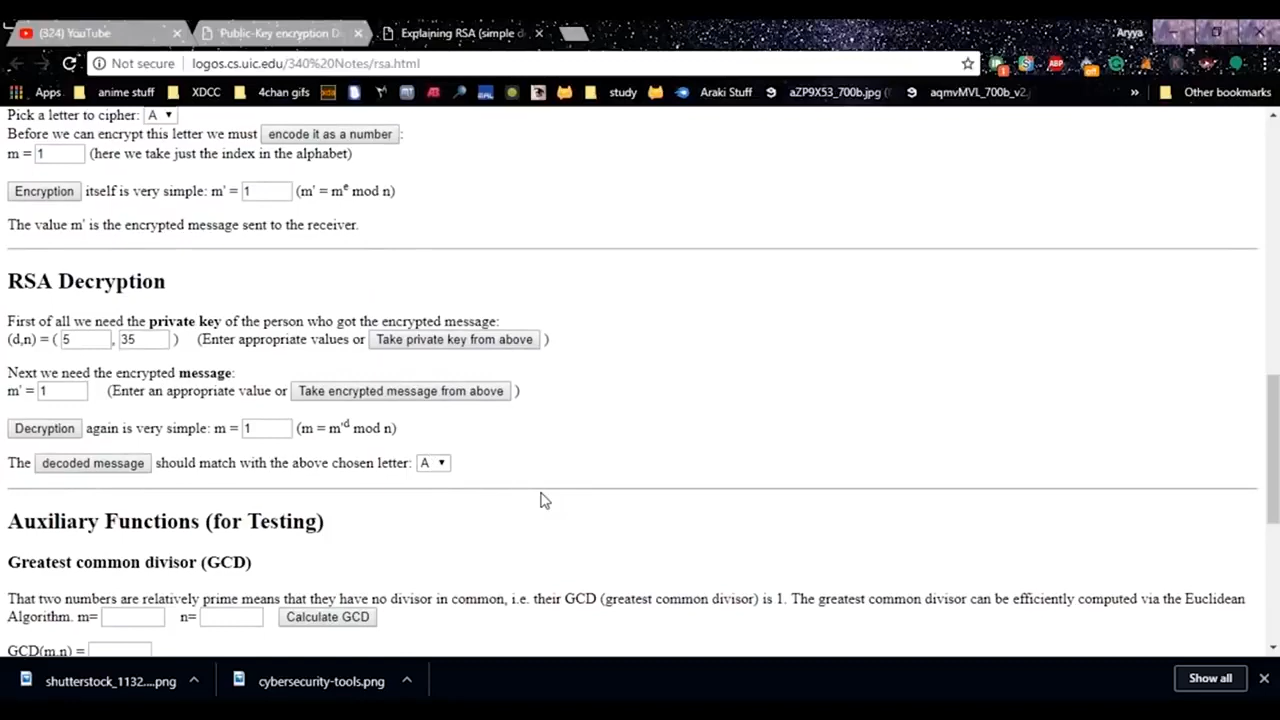 (324) YouTube
Public-Key encryption D
Explaining RSA (simple d
Aryya
Not secure logos.cs.uic.edu/340%20Notes/rsa.html
Apps anime stuff XDCC 4chan gifs study Araki Stuff aZP9X53_700b.jpg ( aqmvMVL_700b_v2.j » Other bookmarks
Pick a letter to cipher: A
Before we can encrypt this letter we must encode it as a number :
m = 1 (here we take just the index in the alphabet)
Encryption itself is very simple: m' = 1 (m' = mᵉ mod n)
The value m' is the encrypted message sent to the receiver.
RSA Decryption
First of all we need the private key of the person who got the encrypted message:
(d,n) = ( 5 , 35 ) (Enter appropriate values or Take private key from above )
Next we need the encrypted message:
m' = 1 (Enter an appropriate value or Take encrypted message from above )
Decryption again is very simple: m = 1 (m = m'ᵈ mod n)
The decoded message should match with the above chosen letter: A
Auxiliary Functions (for Testing)
Greatest common divisor (GCD)
That two numbers are relatively prime means that they have no divisor in common, i.e. their GCD (greatest common divisor) is 1. The greatest common divisor can be efficiently computed via the Euclidean
Algorithm. m= n= Calculate GCD
GCD(m,n) =
shutterstock_1132....png
cybersecurity-tools.png
Show all